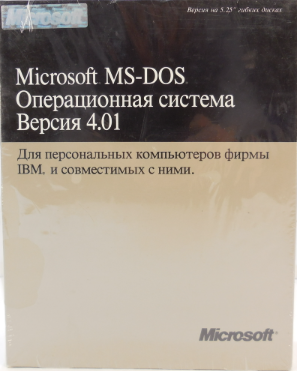 Версия на 5.25" гибких дисках
Microsoft MS-DOS
Операционная система
Версия 4.01
Для персональных компьютеров фирмы
IBM, и совместимых с ними.
Microsoft